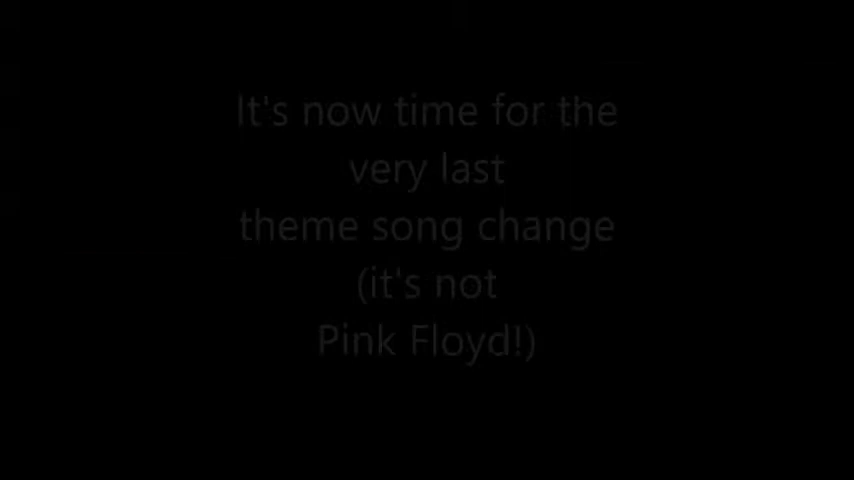 It's now time for the
very last
theme song change
(it's not
Pink Floyd!)